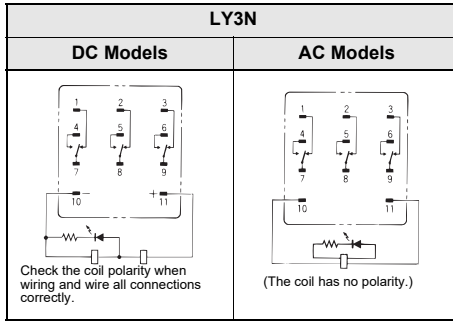 LY3N
DC Models
AC Models
1 2 3
4 5 6
7 8 9
− +
10 11
Check the coil polarity when
wiring and wire all connections
correctly.
1 2 3
4 5 6
7 8 9
10 11
(The coil has no polarity.)